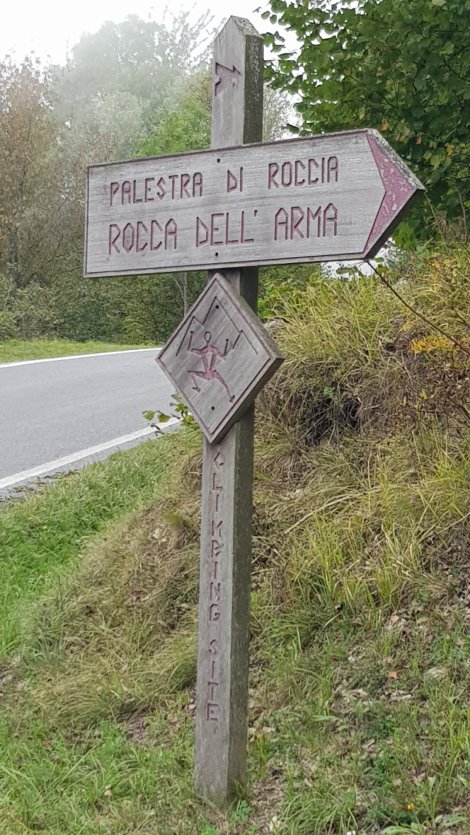 PALESTRA DI ROCCIA
ROCCA DELL' ARMA
CLIMBING SITE